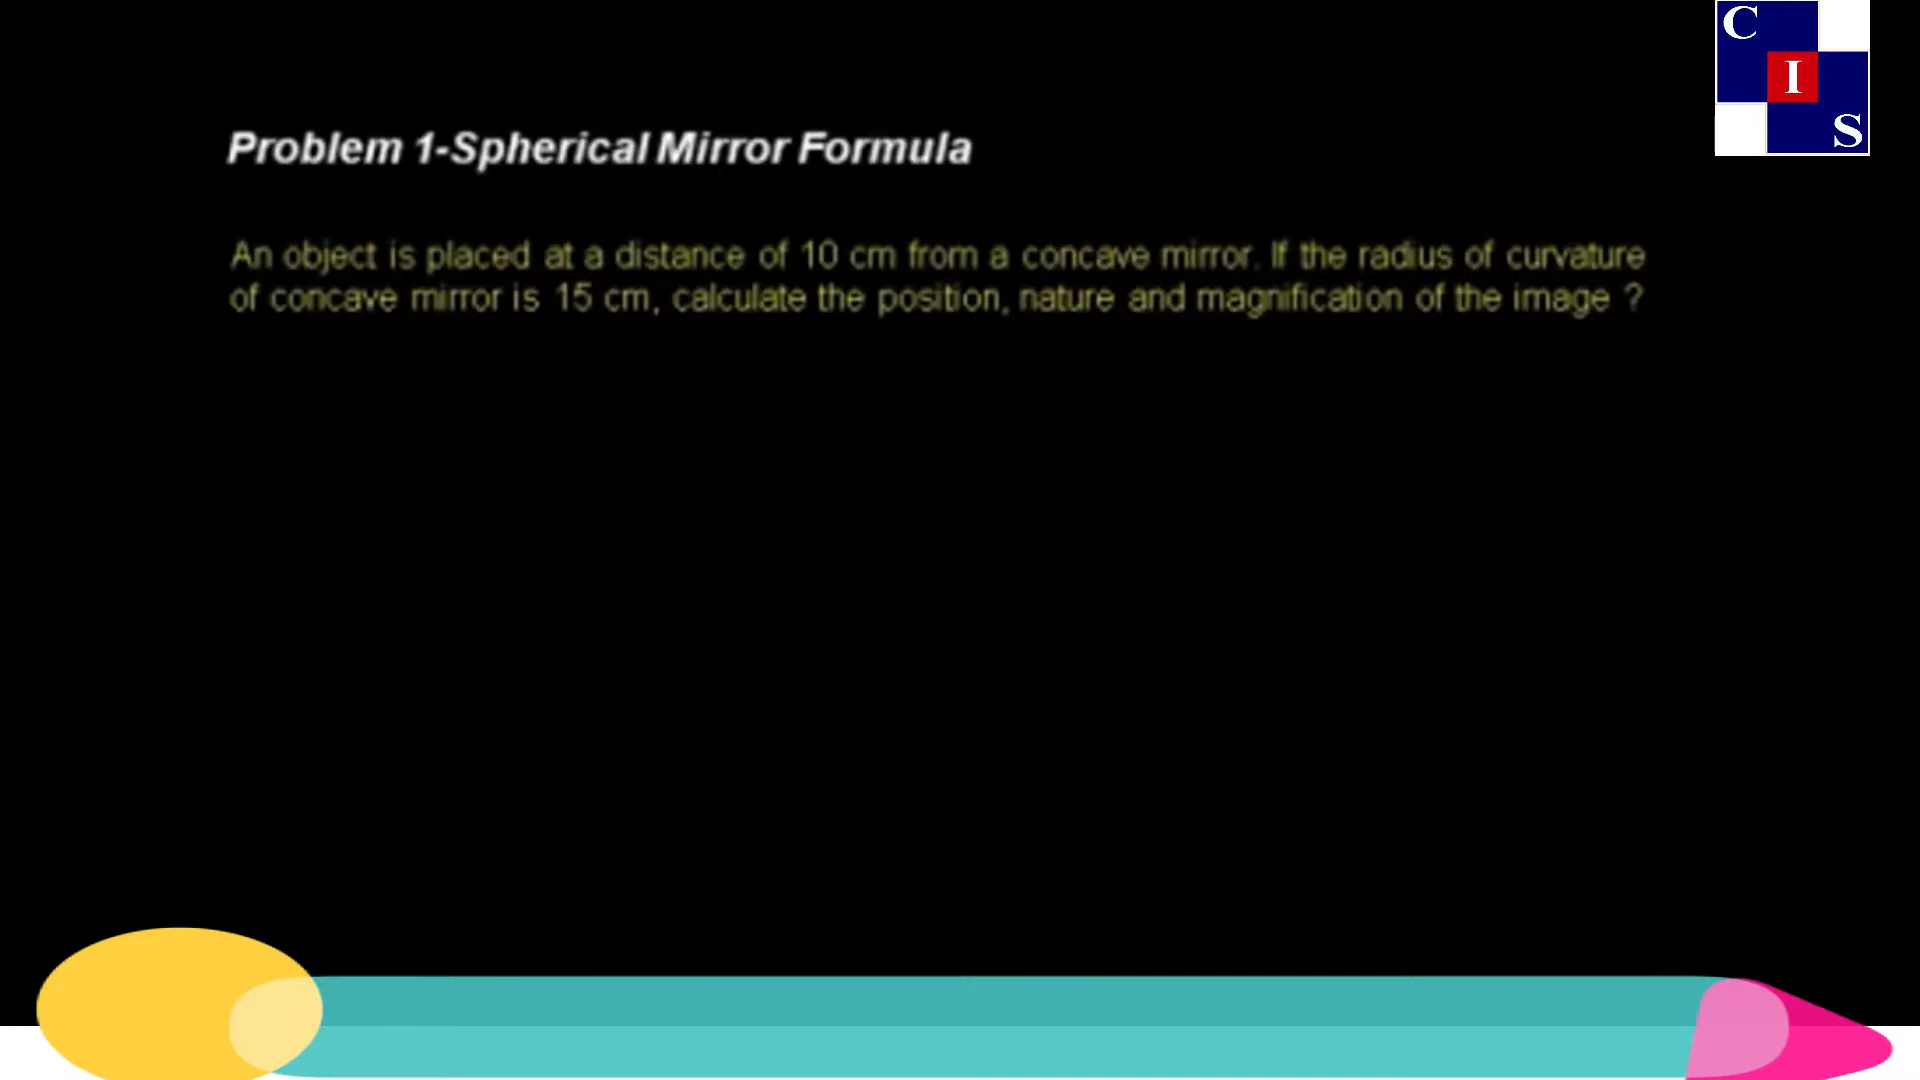 C
I
S
Problem 1-Spherical Mirror Formula
An object is placed at a distance of 10 cm from a concave mirror. If the radius of curvature
of concave mirror is 15 cm, calculate the position, nature and magnification of the image ?